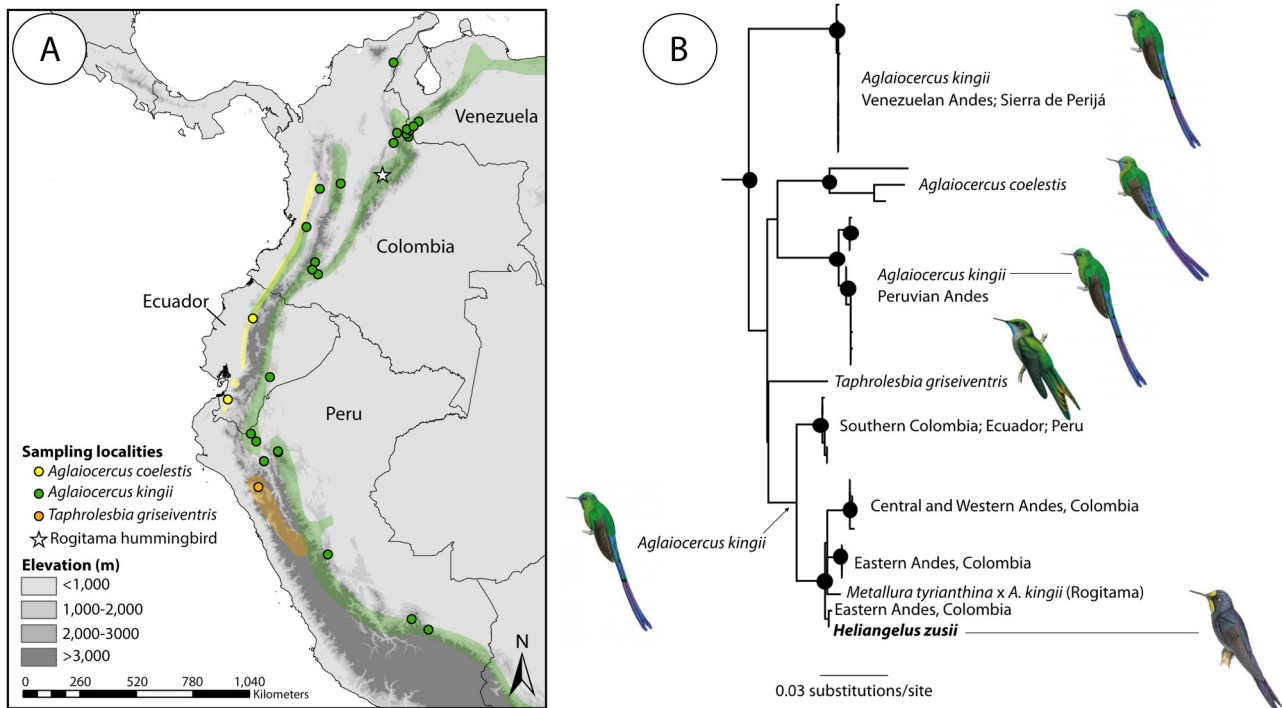 A
Venezuela
Colombia
Ecuador
Peru
Sampling localities
Aglaiocercus coelestis
Aglaiocercus kingii
Taphrolesbia griseiventris
Rogitama hummingbird
Elevation (m)
<1,000
1,000-2,000
2,000-3000
>3,000
0 260 520 780 1,040
Kilometers
N
B
Aglaiocercus kingii
Venezuelan Andes; Sierra de Perijá
Aglaiocercus coelestis
Aglaiocercus kingii
Peruvian Andes
Taphrolesbia griseiventris
Southern Colombia; Ecuador; Peru
Central and Western Andes, Colombia
Aglaiocercus kingii
Eastern Andes, Colombia
Metallura tyrianthina x A. kingii (Rogitama)
Eastern Andes, Colombia
Heliangelus zusii
0.03 substitutions/site